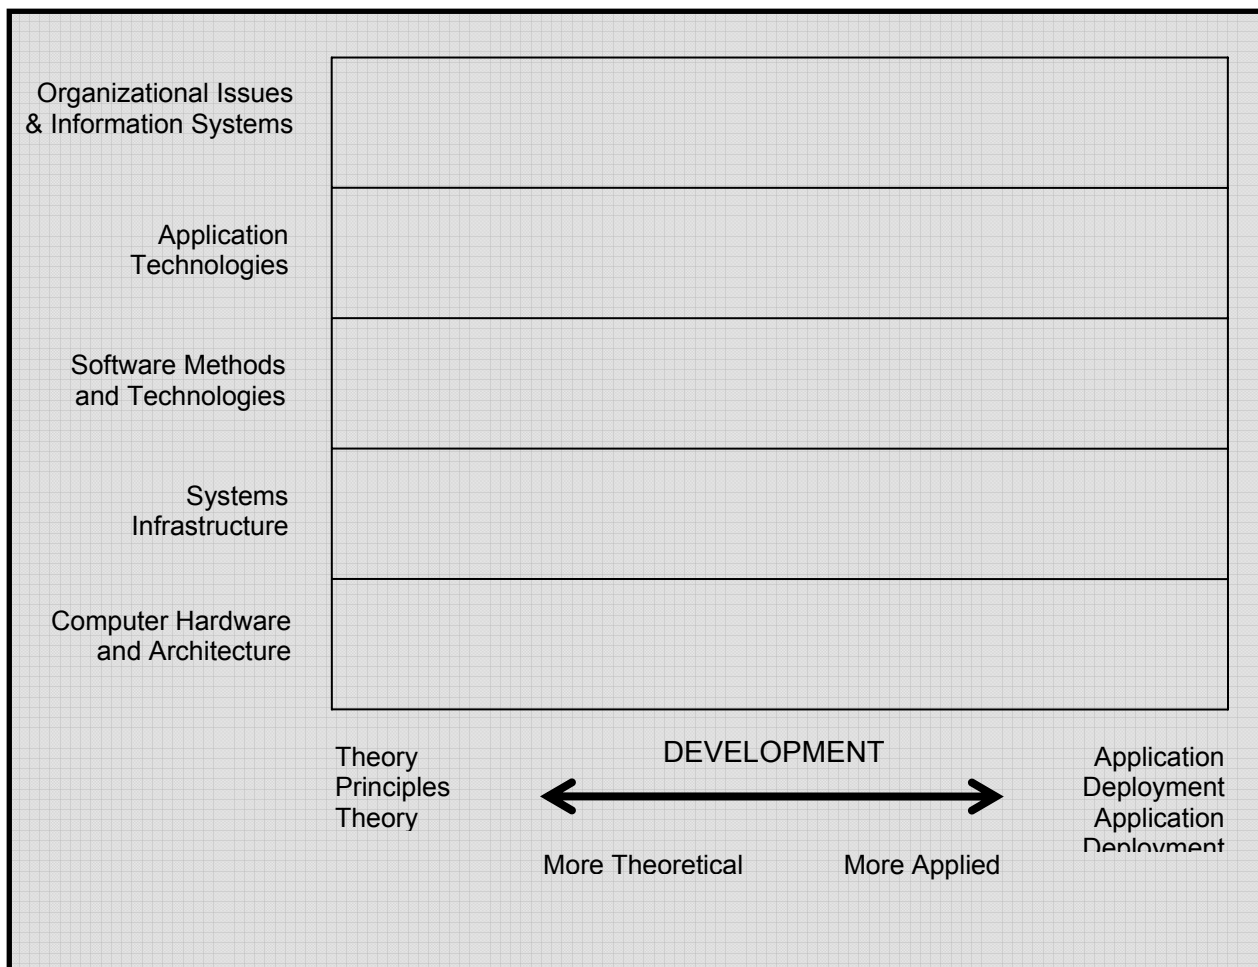 Organizational Issues
& Information Systems
Application
Technologies
Software Methods
and Technologies
Systems
Infrastructure
Computer Hardware
and Architecture
Theory
Principles
Theory
DEVELOPMENT
Application
Deployment
Application
Deployment
More Theoretical
More Applied